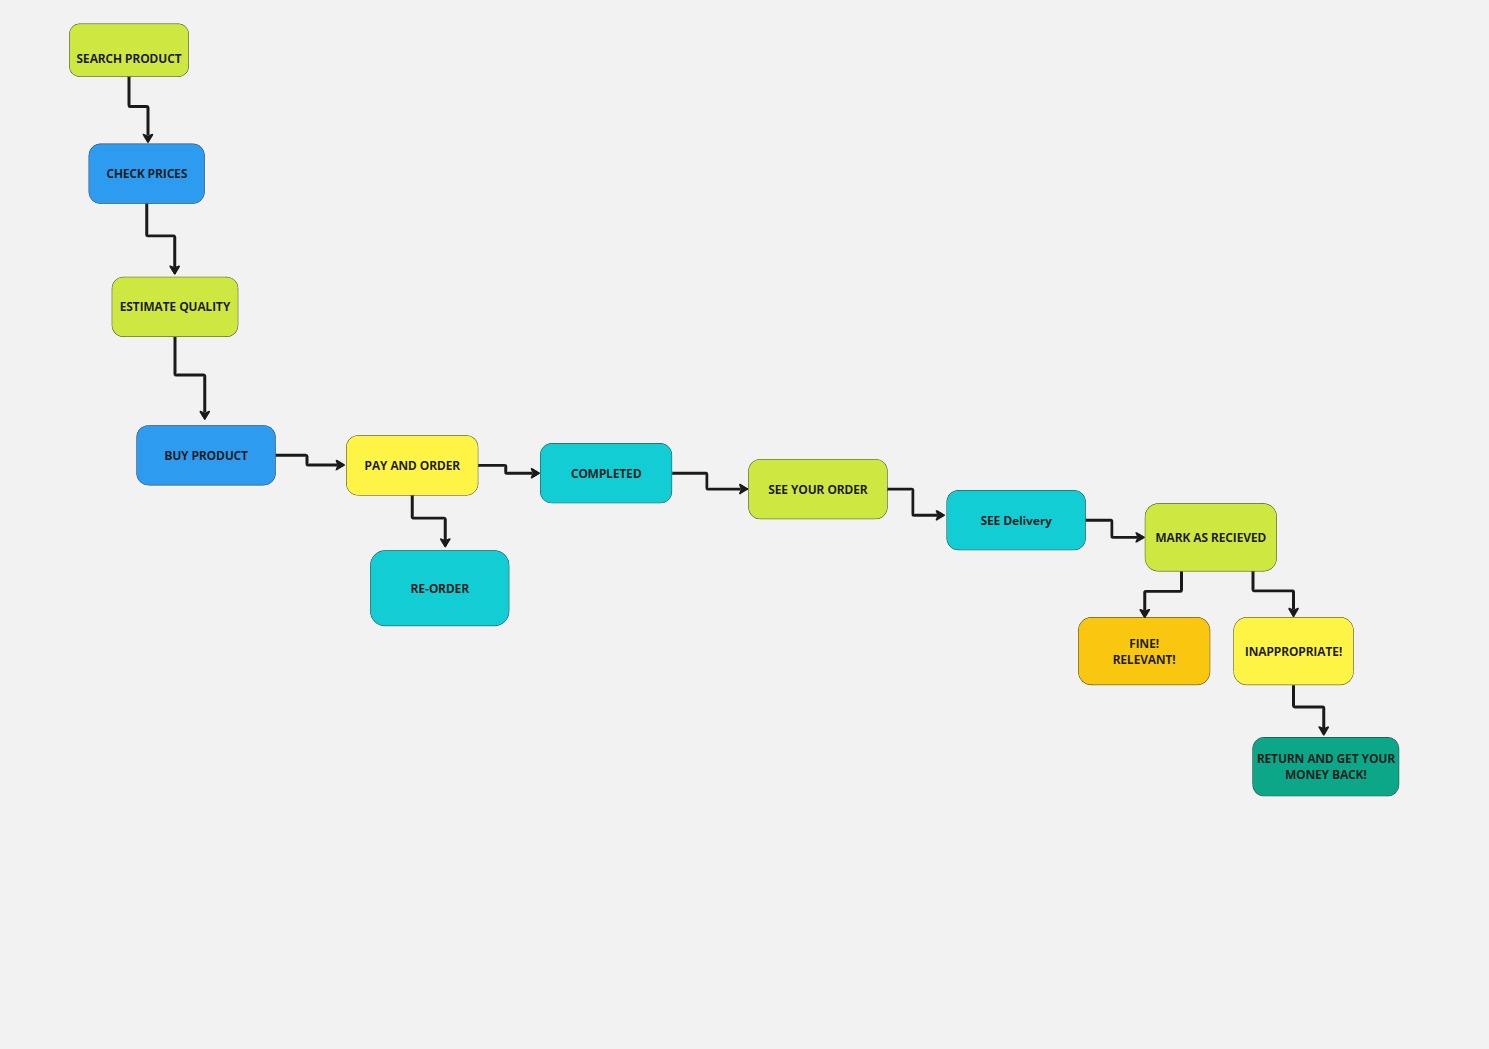 SEARCH PRODUCT
CHECK PRICES
ESTIMATE QUALITY
BUY PRODUCT
PAY AND ORDER
COMPLETED
SEE YOUR ORDER
SEE Delivery
MARK AS RECIEVED
RE-ORDER
FINE!
RELEVANT!
INAPPROPRIATE!
RETURN AND GET YOUR
MONEY BACK!